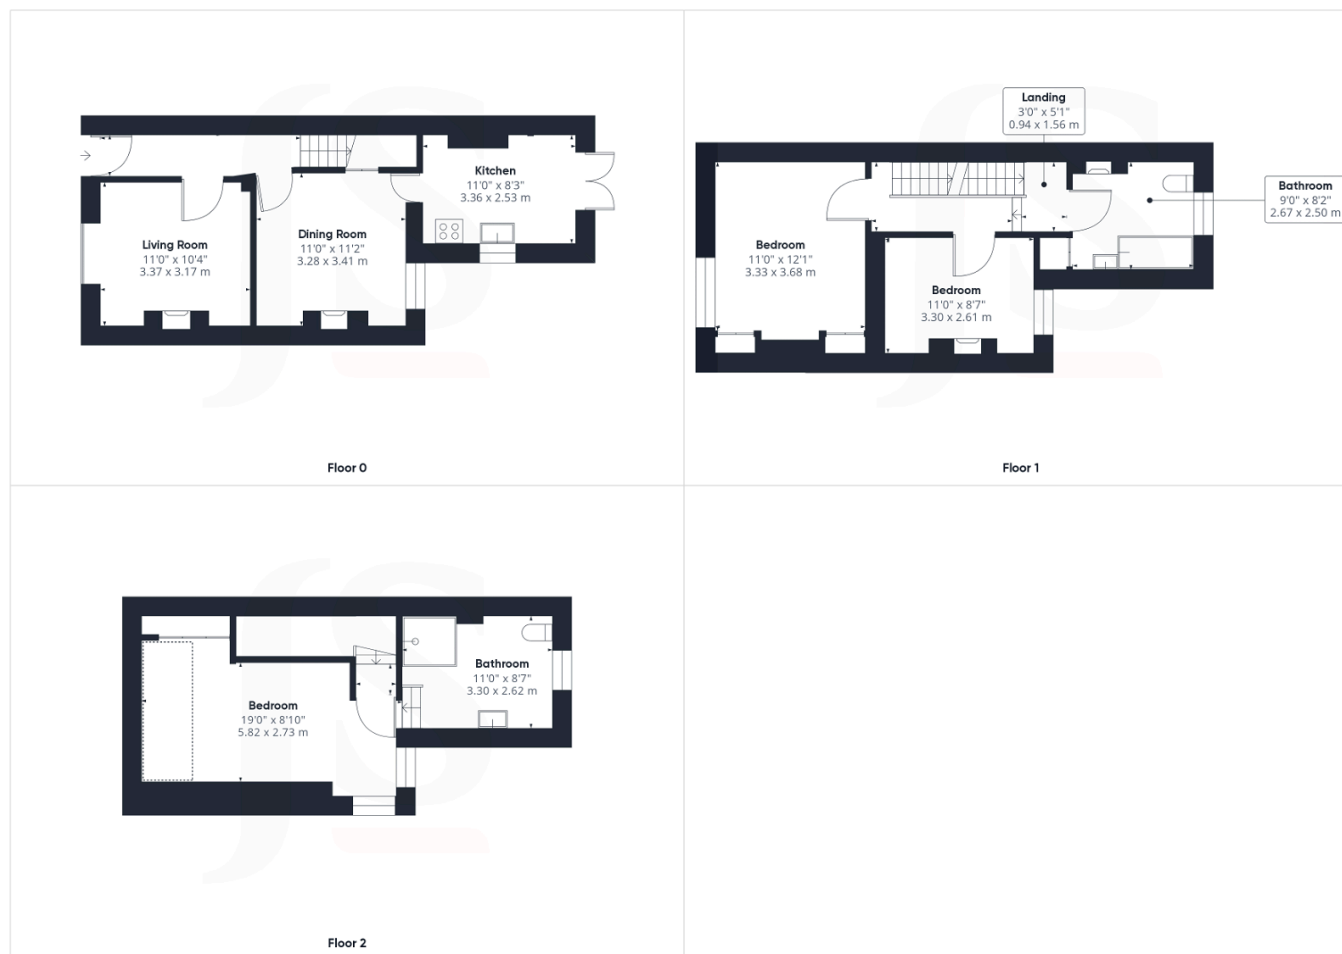 Living Room
11'0" x 10'4"
3.37 x 3.17 m
Dining Room
11'0" x 11'2"
3.28 x 3.41 m
Kitchen
11'0" x 8'3"
3.36 x 2.53 m
Floor 0
Landing
3'0" x 5'1"
0.94 x 1.56 m
Bathroom
9'0" x 8'2"
2.67 x 2.50 m
Bedroom
11'0" x 12'1"
3.33 x 3.68 m
Bedroom
11'0" x 8'7"
3.30 x 2.61 m
Floor 1
Bedroom
19'0" x 8'10"
5.82 x 2.73 m
Bathroom
11'0" x 8'7"
3.30 x 2.62 m
Floor 2
JS
JS
JS